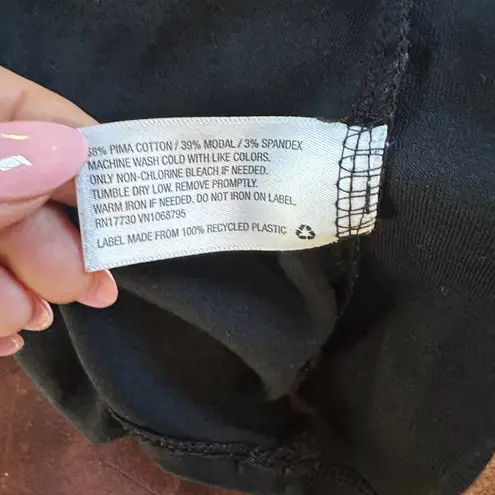 58% PIMA COTTON / 39% MODAL / 3% SPANDEX
MACHINE WASH COLD WITH LIKE COLORS.
ONLY NON-CHLORINE BLEACH IF NEEDED.
TUMBLE DRY LOW. REMOVE PROMPTLY.
WARM IRON IF NEEDED. DO NOT IRON ON LABEL.
RN17730 VN1068795
LABEL MADE FROM 100% RECYCLED PLASTIC